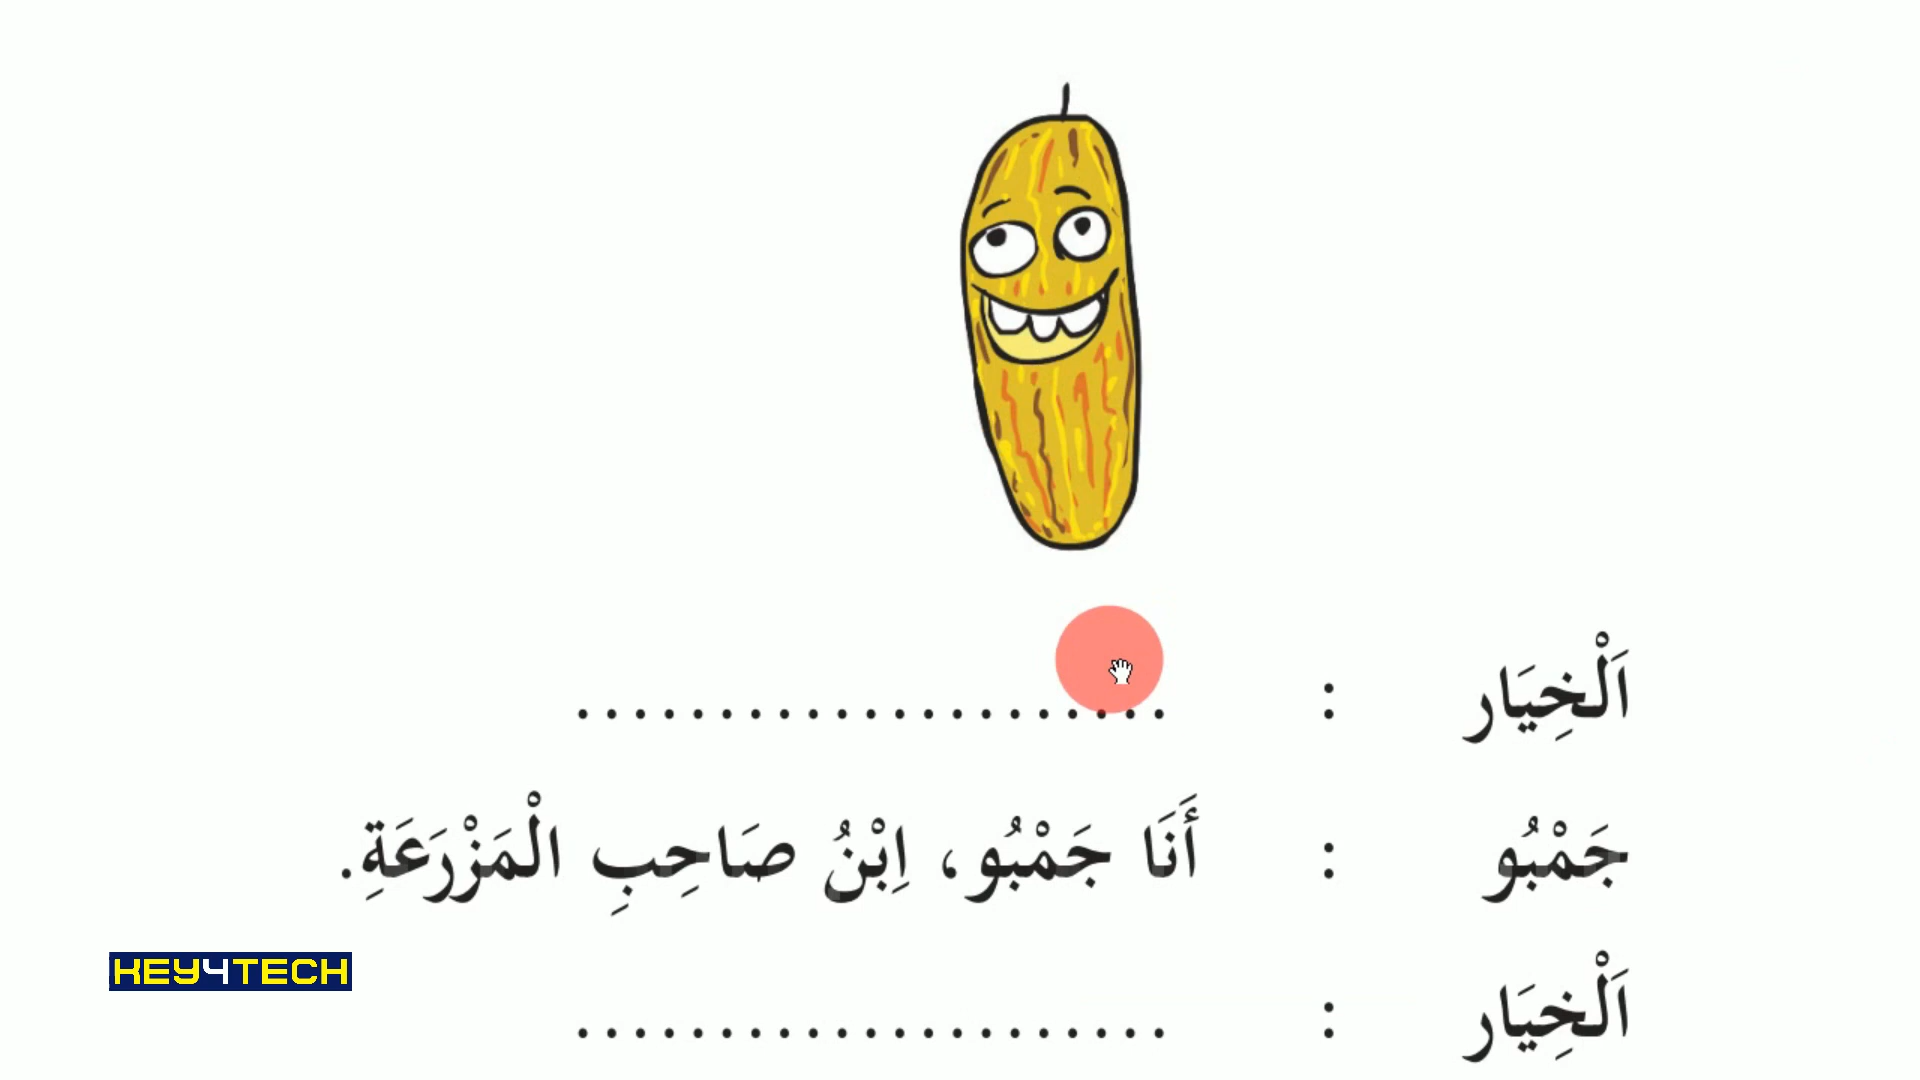 اَلْخِيَار : .....................
جَمْبُو : أَنَا جَمْبُو، اِبْنُ صَاحِبِ الْمَزْرَعَةِ.
KEY4TECH
اَلْخِيَار : .....................